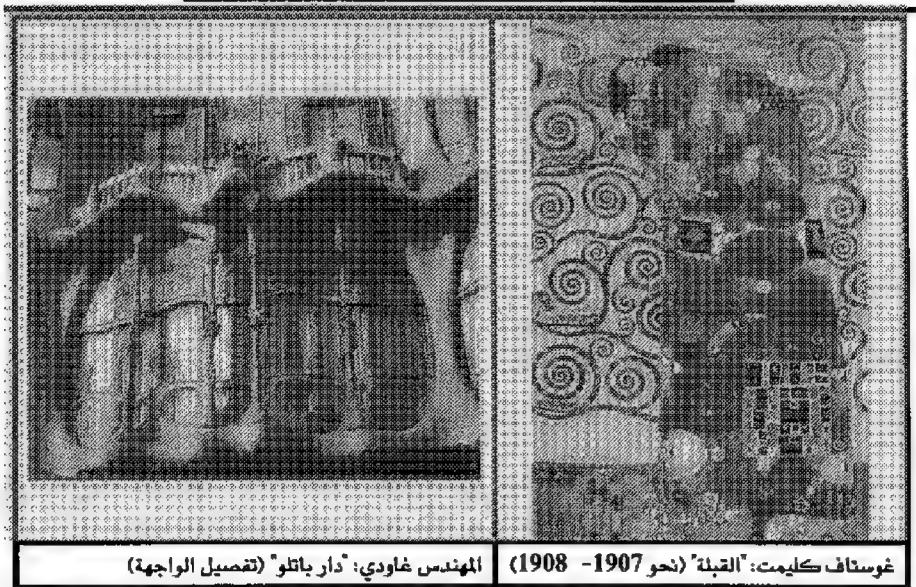 غوستاف كليمت: "القبلة" (نحو 1907- 1908)
المهندس غاودي: "دار باتلو" (تفصيل الواجهة)